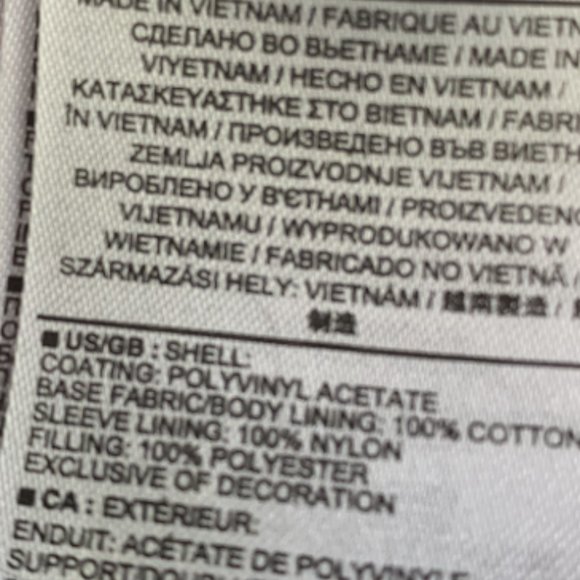 MADE IN VIETNAM / FABRIQUE AU VIETN
СДЕЛАНО ВО ВЬЕТНАМЕ / MADE IN
VIYETNAM / HECHO EN VIETNAM /
ΚΑΤΑΣΚΕΥΑΣΤΗΚΕ ΣΤΟ ΒΙΕΤΝΑΜ / FABRI
ÎN VIETNAM / ПРОИЗВЕДЕНО ВЪВ ВИЕТН
ZEMLJA PROIZVODNJE VIJETNAM /
ВИРОБЛЕНО У В'ЄТНАМІ / PROIZVEDENO
VIJETNAMU / WYPRODUKOWANO W
WIETNAMIE / FABRICADO NO VIETNÃ /
SZÁRMAZÁSI HELY: VIETNÁM / 越南製造 /
制造
■ US/GB : SHELL:
COATING: POLYVINYL ACETATE
BASE FABRIC/BODY LINING: 100% COTTON
SLEEVE LINING: 100% NYLON
FILLING: 100% POLYESTER
EXCLUSIVE OF DECORATION
■ CA : EXTÉRIEUR:
ENDUIT: ACÉTATE DE POLYVINYLE